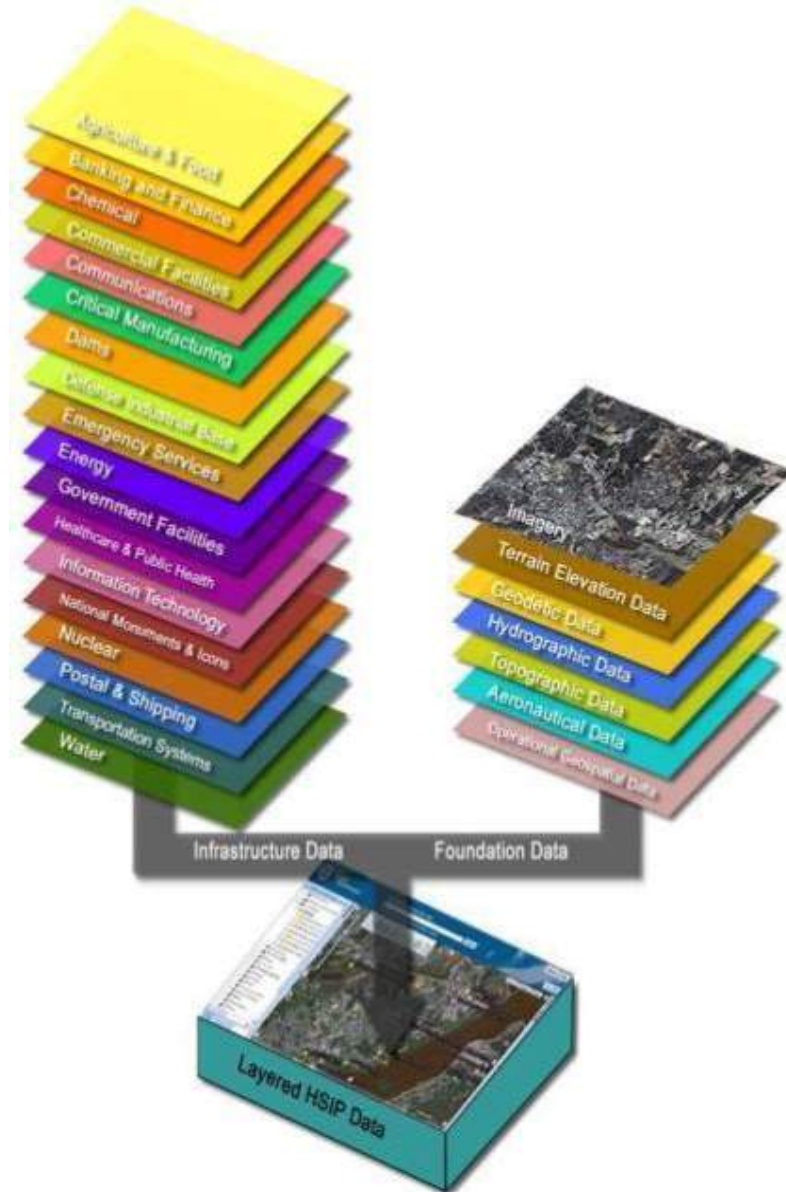 Agriculture & Food
Banking and Finance
Chemical
Commercial Facilities
Communications
Critical Manufacturing
Dams
Defense Industrial Base
Emergency Services
Energy
Government Facilities
Healthcare & Public Health
Information Technology
National Monuments & Icons
Nuclear
Postal & Shipping
Transportation Systems
Water
Imagery
Terrain Elevation Data
Geodetic Data
Hydrographic Data
Topographic Data
Aeronautical Data
Operational Geospatial Data
Infrastructure Data
Foundation Data
Layered HSIP Data